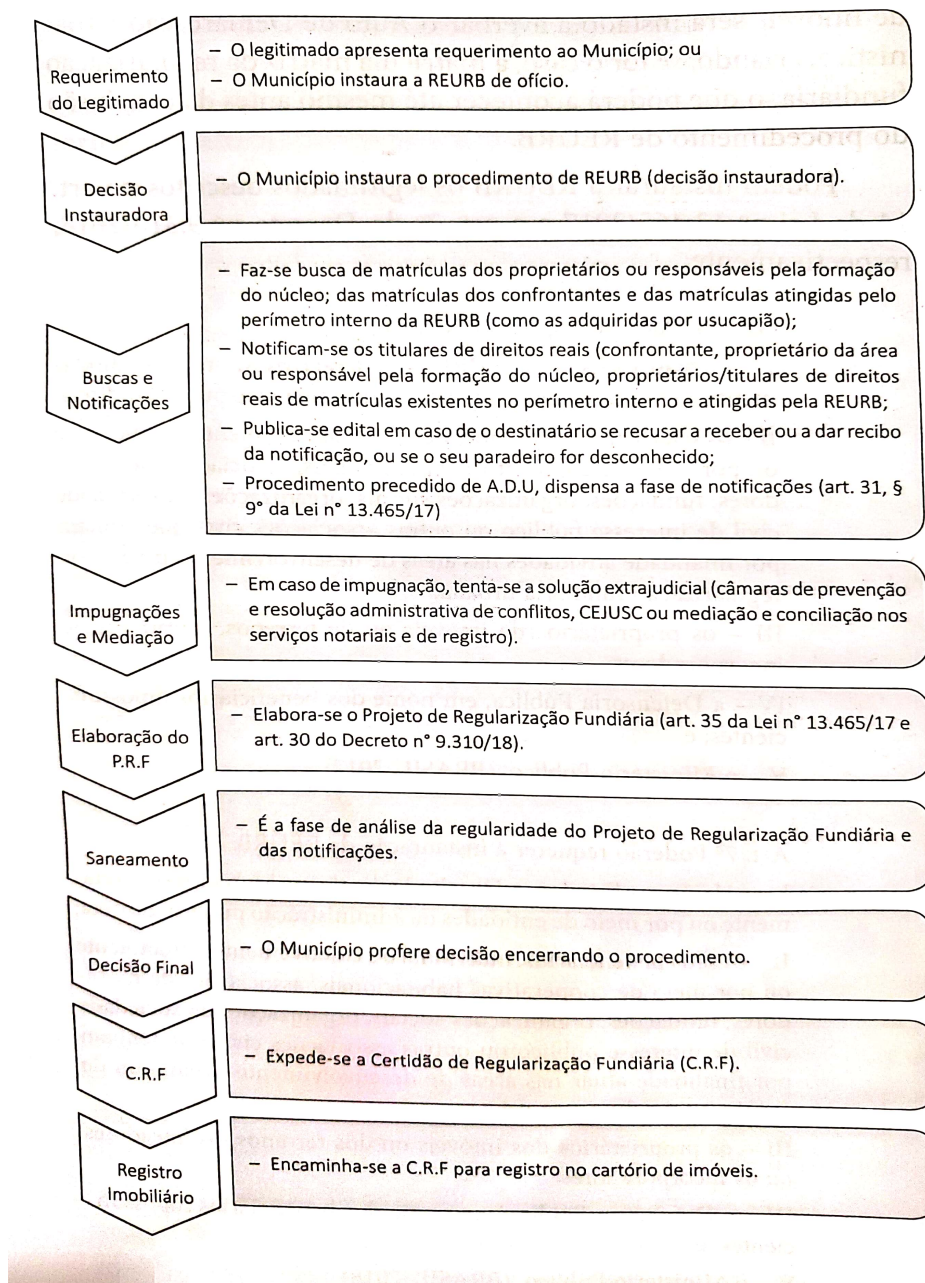 Requerimento
do Legitimado
– O legitimado apresenta requerimento ao Município; ou
– O Município instaura a REURB de ofício.
Decisão
Instauradora
– O Município instaura o procedimento de REURB (decisão instauradora).
Buscas e
Notificações
– Faz-se busca de matrículas dos proprietários ou responsáveis pela formação
do núcleo; das matrículas dos confrontantes e das matrículas atingidas pelo
perímetro interno da REURB (como as adquiridas por usucapião);
– Notificam-se os titulares de direitos reais (confrontante, proprietário da área
ou responsável pela formação do núcleo, proprietários/titulares de direitos
reais de matrículas existentes no perímetro interno e atingidas pela REURB;
– Publica-se edital em caso de o destinatário se recusar a receber ou a dar recibo
da notificação, ou se o seu paradeiro for desconhecido;
– Procedimento precedido de A.D.U, dispensa a fase de notificações (art. 31, §
9° da Lei n° 13.465/17)
Impugnações
e Mediação
– Em caso de impugnação, tenta-se a solução extrajudicial (câmaras de prevenção
e resolução administrativa de conflitos, CEJUSC ou mediação e conciliação nos
serviços notariais e de registro).
Elaboração do
P.R.F
– Elabora-se o Projeto de Regularização Fundiária (art. 35 da Lei n° 13.465/17 e
art. 30 do Decreto n° 9.310/18).
Saneamento
– É a fase de análise da regularidade do Projeto de Regularização Fundiária e
das notificações.
Decisão Final
– O Município profere decisão encerrando o procedimento.
C.R.F
– Expede-se a Certidão de Regularização Fundiária (C.R.F).
Registro
Imobiliário
– Encaminha-se a C.R.F para registro no cartório de imóveis.